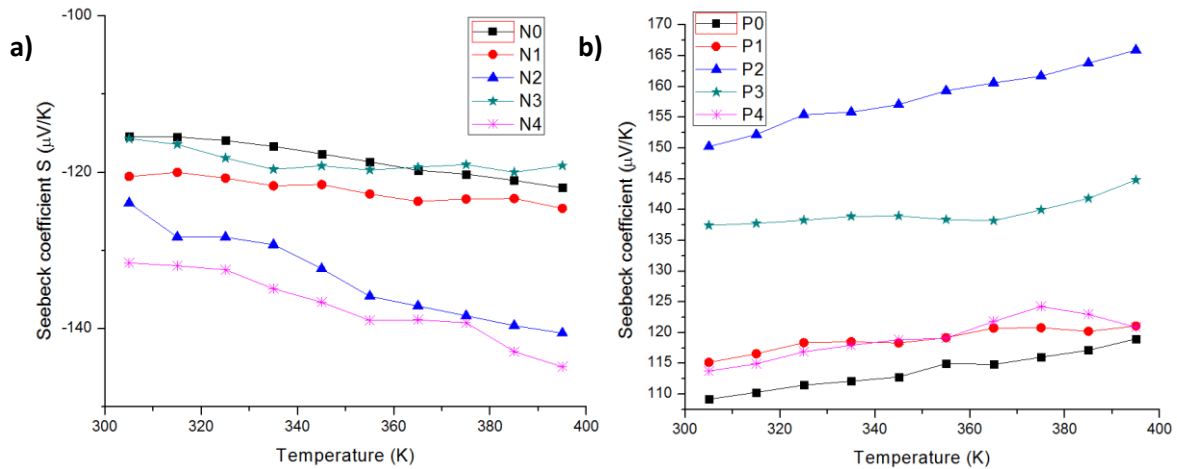 a)
-100
-120
-140
Seebeck coefficient S (μV/K)
N0
N1
N2
N3
N4
300
320
340
360
380
400
Temperature (K)
b)
170
165
160
155
150
145
140
135
130
125
120
115
110
Seebeck coefficient (μV/K)
P0
P1
P2
P3
P4
300
320
340
360
380
400
Temperature (K)